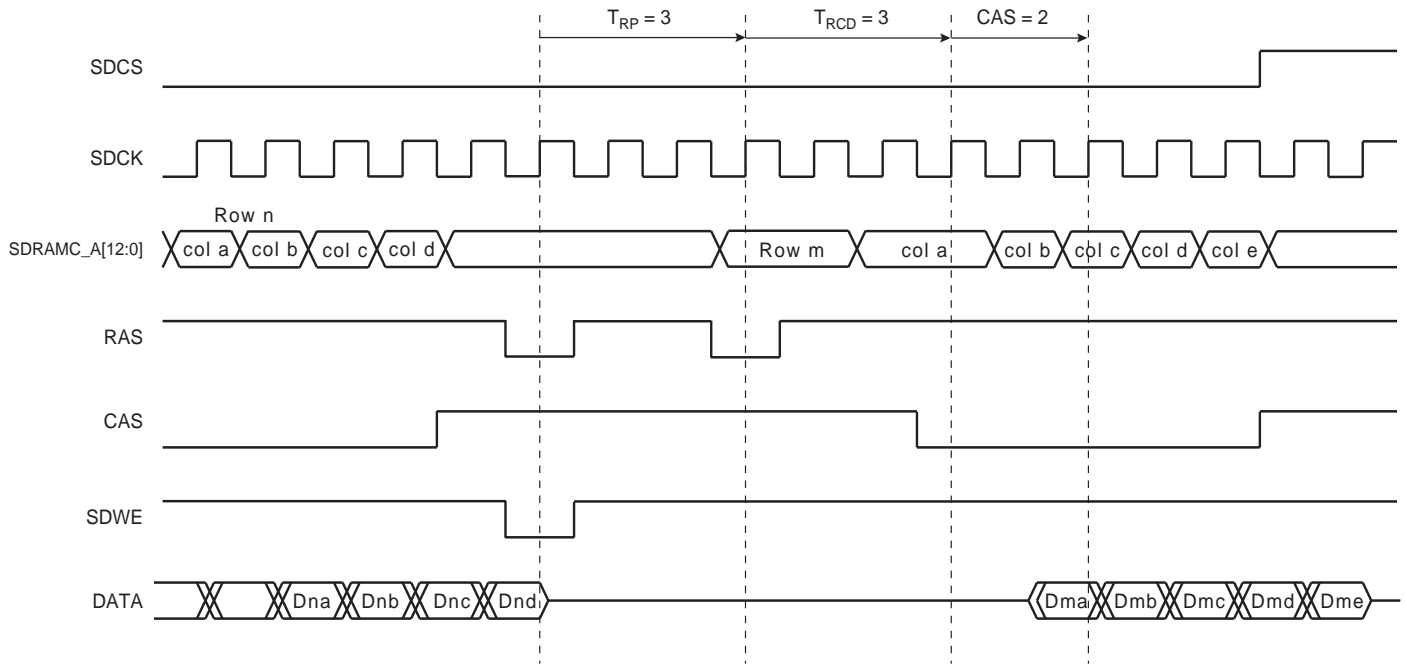 T_RP = 3 T_RCD = 3 CAS = 2
SDCS
SDCK
Row n
SDRAMC_A[12:0] col a col b col c col d Row m col a col b col c col d col e
RAS
CAS
SDWE
DATA Dna Dnb Dnc Dnd Dma Dmb Dmc Dmd Dme